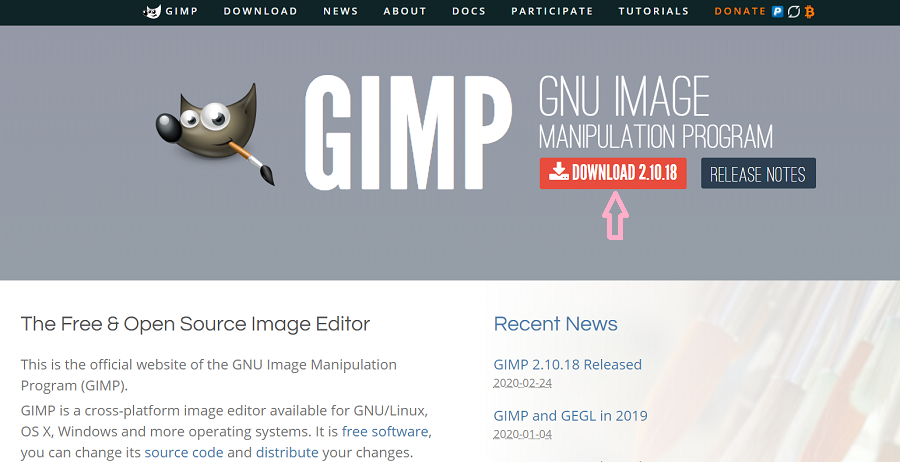 GIMP DOWNLOAD NEWS ABOUT DOCS PARTICIPATE TUTORIALS DONATE
GIMP
GNU IMAGE
MANIPULATION PROGRAM
DOWNLOAD 2.10.18 RELEASE NOTES
The Free & Open Source Image Editor
This is the official website of the GNU Image Manipulation
Program (GIMP).
GIMP is a cross-platform image editor available for GNU/Linux,
OS X, Windows and more operating systems. It is free software,
you can change its source code and distribute your changes.
Recent News
GIMP 2.10.18 Released
2020-02-24
GIMP and GEGL in 2019
2020-01-04